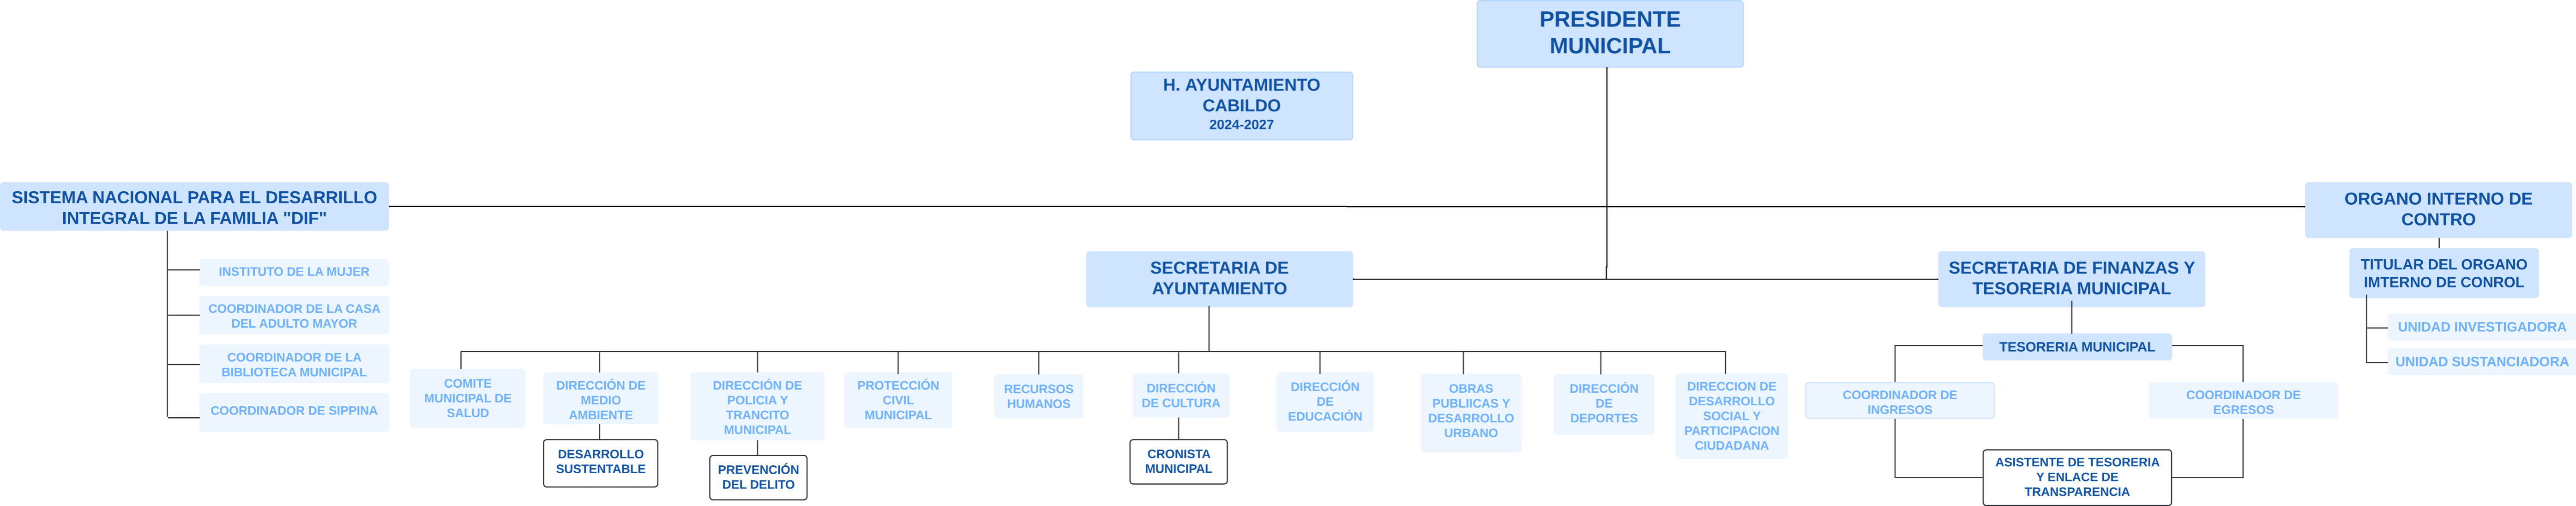 PRESIDENTE
MUNICIPAL
H. AYUNTAMIENTO
CABILDO
2024-2027
SISTEMA NACIONAL PARA EL DESARRILLO
INTEGRAL DE LA FAMILIA "DIF"
INSTITUTO DE LA MUJER
COORDINADOR DE LA CASA
DEL ADULTO MAYOR
COORDINADOR DE LA
BIBLIOTECA MUNICIPAL
COORDINADOR DE SIPPINA
SECRETARIA DE
AYUNTAMIENTO
COMITE
MUNICIPAL DE
SALUD
DIRECCIÓN DE
MEDIO
AMBIENTE
DESARROLLO
SUSTENTABLE
DIRECCIÓN DE
POLICIA Y
TRANCITO
MUNICIPAL
PREVENCIÓN
DEL DELITO
PROTECCIÓN
CIVIL
MUNICIPAL
RECURSOS
HUMANOS
DIRECCIÓN
DE CULTURA
CRONISTA
MUNICIPAL
DIRECCIÓN
DE
EDUCACIÓN
OBRAS
PUBLIICAS Y
DESARROLLO
URBANO
DIRECCIÓN
DE
DEPORTES
DIRECCION DE
DESARROLLO
SOCIAL Y
PARTICIPACION
CIUDADANA
SECRETARIA DE FINANZAS Y
TESORERIA MUNICIPAL
TESORERIA MUNICIPAL
COORDINADOR DE
INGRESOS
COORDINADOR DE
EGRESOS
ASISTENTE DE TESORERIA
Y ENLACE DE
TRANSPARENCIA
ORGANO INTERNO DE
CONTRO
TITULAR DEL ORGANO
IMTERNO DE CONROL
UNIDAD INVESTIGADORA
UNIDAD SUSTANCIADORA